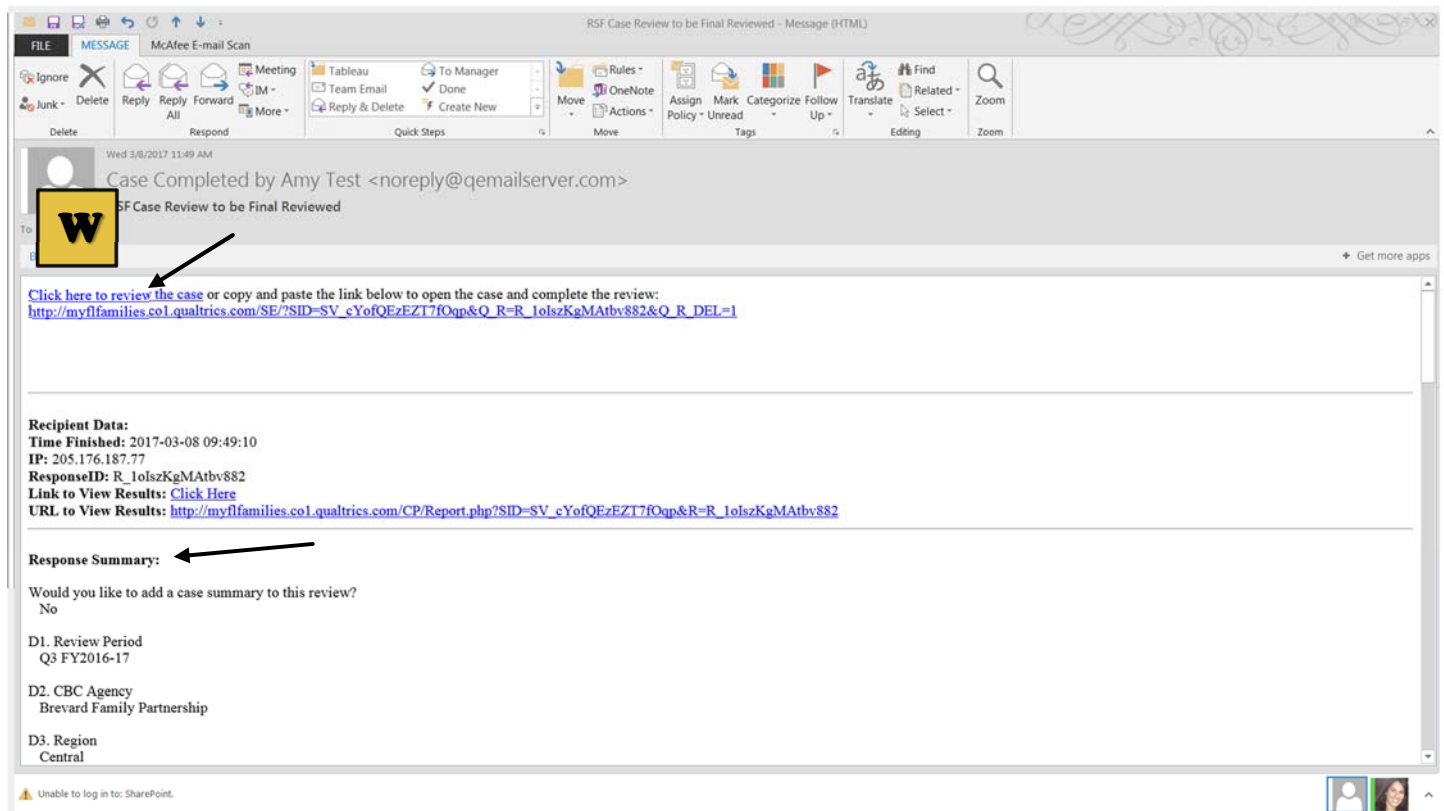 RSF Case Review to be Final Reviewed - Message (HTML)
FILE MESSAGE McAfee E-mail Scan
Ignore
Junk
Delete
Reply
Reply All
Forward
Meeting
IM
More
Tableau
Team Email
Reply & Delete
To Manager
Done
Create New
Move
Rules
OneNote
Actions
Assign Policy
Mark Unread
Categorize
Follow Up
Translate
Find
Related
Select
Zoom
Delete Respond Quick Steps Move Tags Editing Zoom
Wed 3/8/2017 11:49 AM
Case Completed by Amy Test <noreply@qemailserver.com>
SF Case Review to be Final Reviewed
To
W
+ Get more apps
Click here to review the case or copy and paste the link below to open the case and complete the review:
http://myflfamilies.co1.qualtrics.com/SE/?SID=SV_cYofQEzEZT7fOqp&Q_R=R_1oIszKgMAtbv882&Q_R_DEL=1
Recipient Data:
Time Finished: 2017-03-08 09:49:10
IP: 205.176.187.77
ResponseID: R_1oIszKgMAtbv882
Link to View Results: Click Here
URL to View Results: http://myflfamilies.co1.qualtrics.com/CP/Report.php?SID=SV_cYofQEzEZT7fOqp&R=R_1oIszKgMAtbv882
Response Summary:
Would you like to add a case summary to this review?
No
D1. Review Period
Q3 FY2016-17
D2. CBC Agency
Brevard Family Partnership
D3. Region
Central
Unable to log in to: SharePoint.